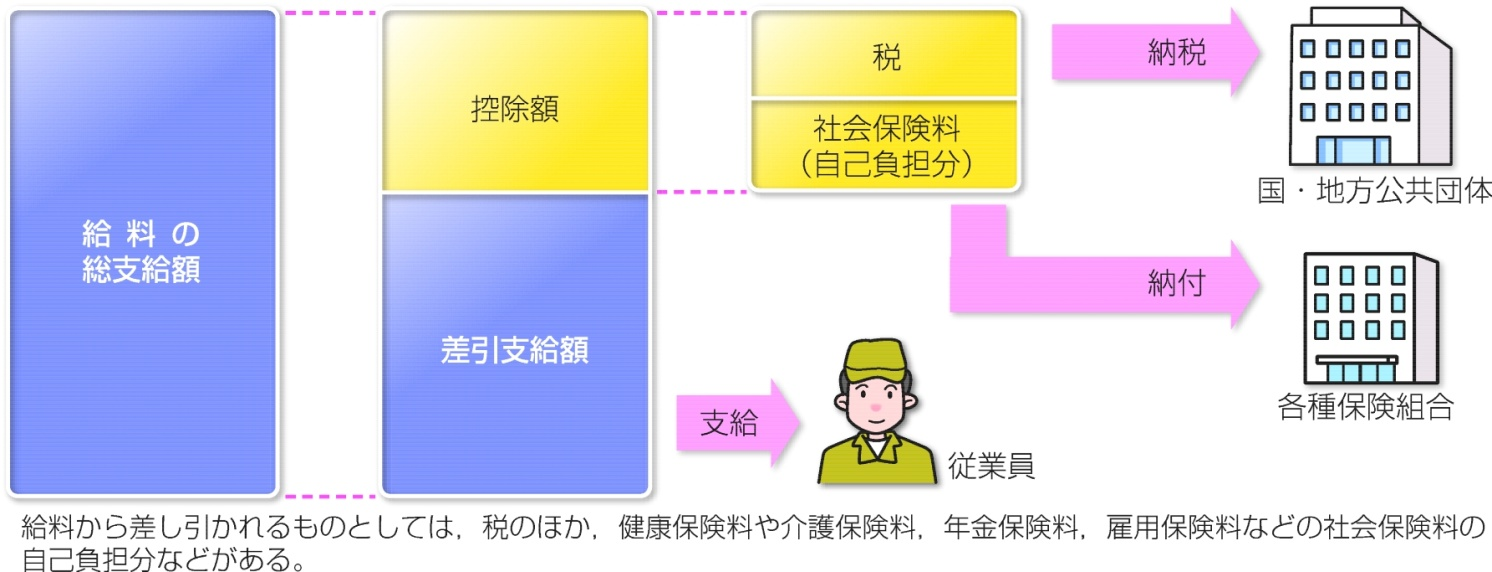 給料の
総支給額
控除額
差引支給額
税
社会保険料
（自己負担分）
納税
国・地方公共団体
納付
各種保険組合
支給
従業員
給料から差し引かれるものとしては，税のほか，健康保険料や介護保険料，年金保険料，雇用保険料などの社会保険料の
自己負担分などがある。